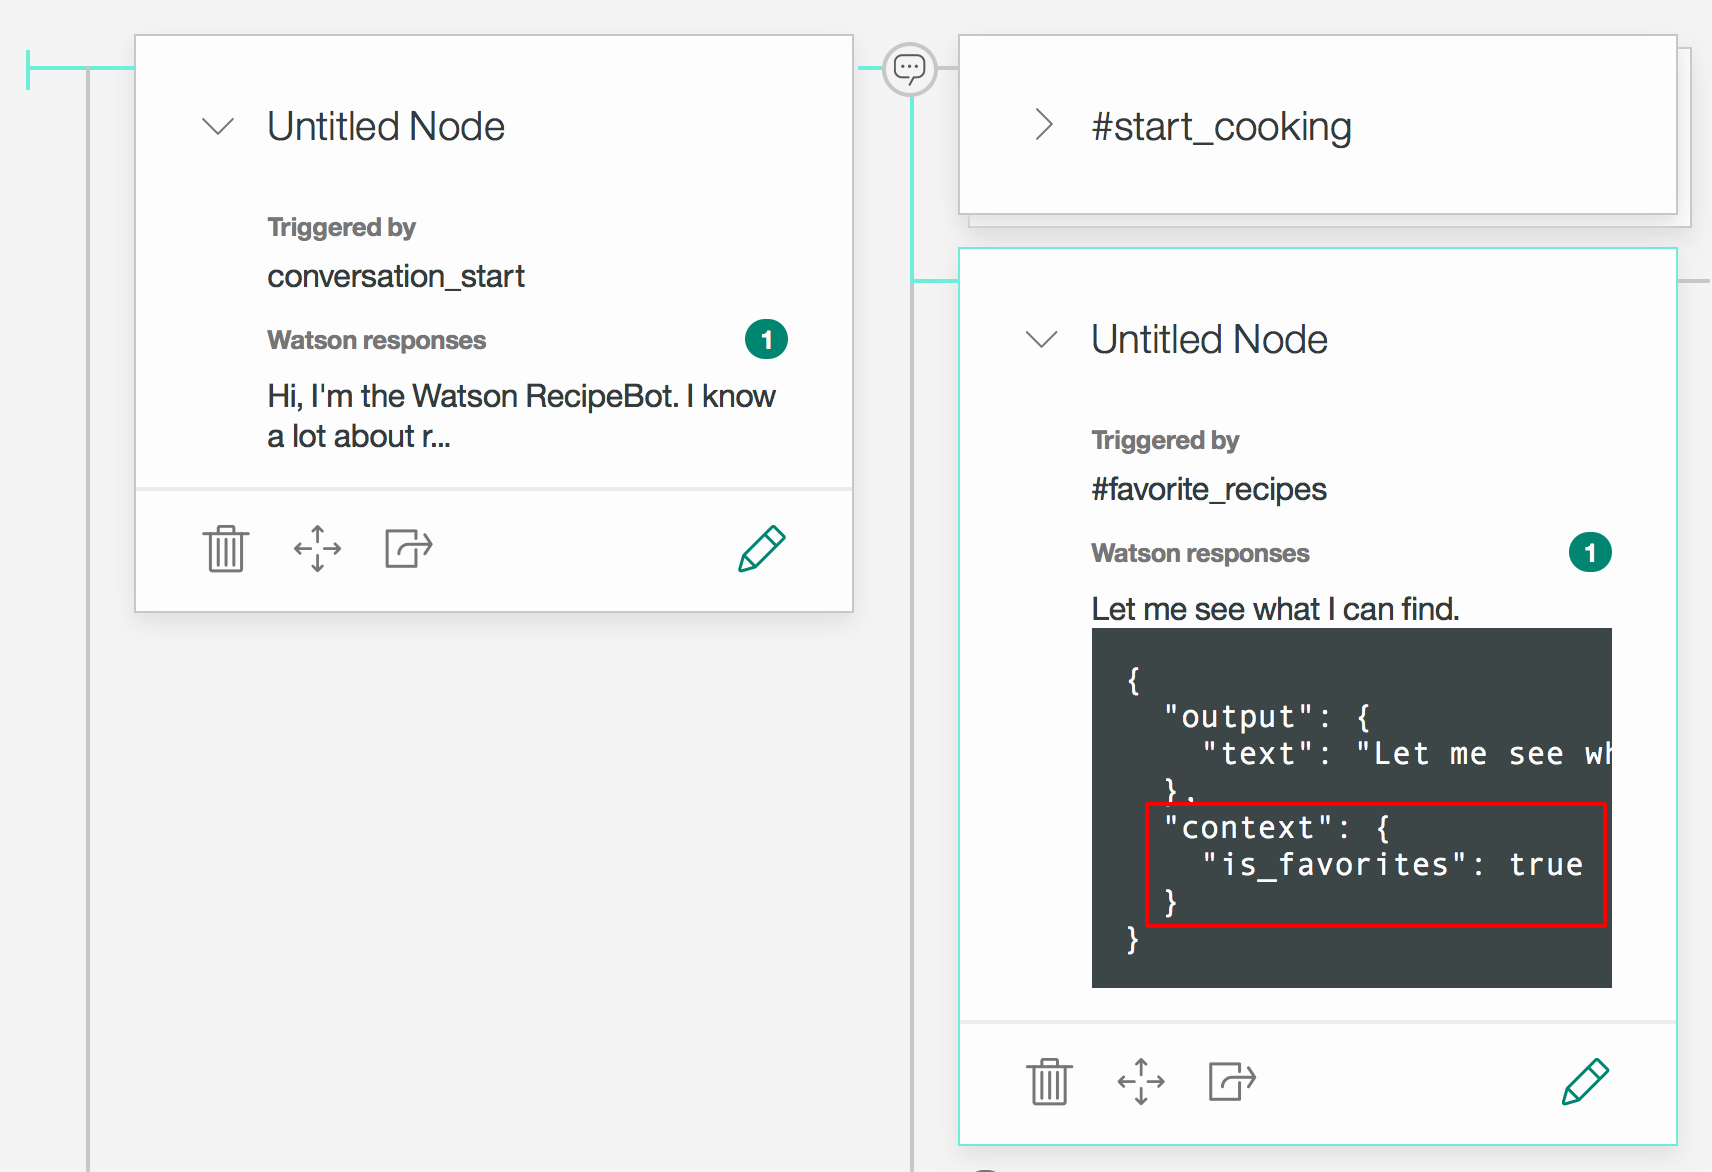 Untitled Node
Triggered by
conversation_start
Watson responses
1
Hi, I'm the Watson RecipeBot. I know
a lot about r...
#start_cooking
Untitled Node
Triggered by
#favorite_recipes
Watson responses
1
Let me see what I can find.
{
"output": {
"text": "Let me see wh
},
"context": {
"is_favorites": true
}
}